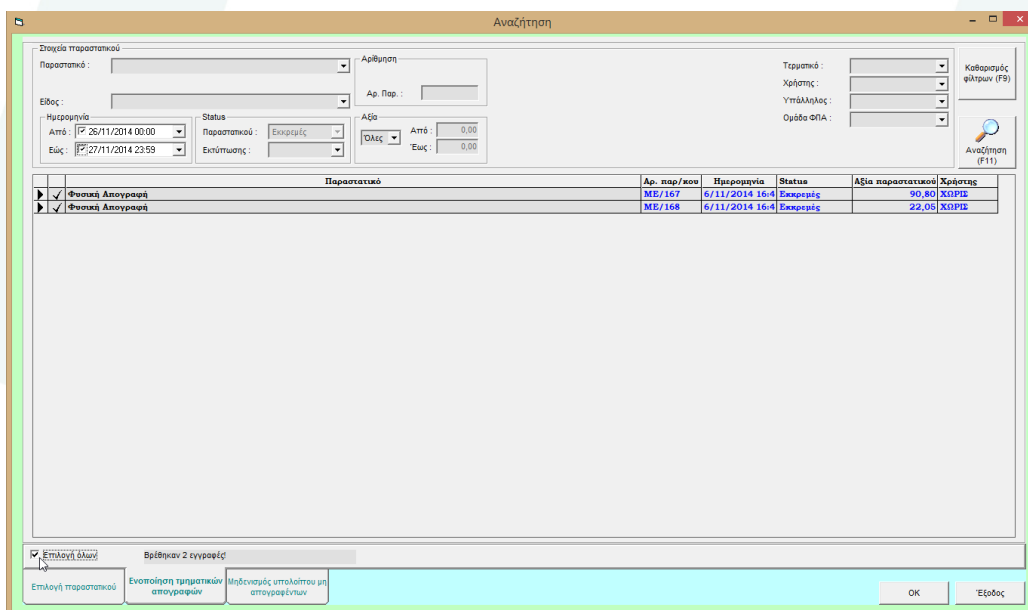 Αναζήτηση
Στοιχεία παραστατικού
Παραστατικό :
Είδος :
Αρίθμηση
Αρ. Παρ. :
Τερματικό :
Χρήστης :
Υπάλληλος :
Ομάδα ΦΠΑ :
Καθαρισμός
φίλτρων (F9)
Ημερομηνία
Από : 26/11/2014 00:00
Εώς : 27/11/2014 23:59
Status
Παραστατικού : Εκκρεμές
Εκτύπωσης :
Αξία
Όλες
Από : 0,00
Έως : 0,00
Αναζήτηση
(F11)
Παραστατικό Αρ. παρ/κου Ημερομηνία Status Αξία παραστατικού Χρήστης
Φυσική Απογραφή ΜΕ/167 6/11/2014 16:4 Εκκρεμές 90,80 ΧΩΡΙΣ
Φυσική Απογραφή ΜΕ/168 6/11/2014 16:4 Εκκρεμές 22,05 ΧΩΡΙΣ
Επιλογή όλων Βρέθηκαν 2 εγγραφές!
Επιλογή παραστατικού
Ενοποίηση τμηματικών
απογραφών
Μηδενισμός υπολοίπου μη
απογραφέντων
OK
Έξοδος